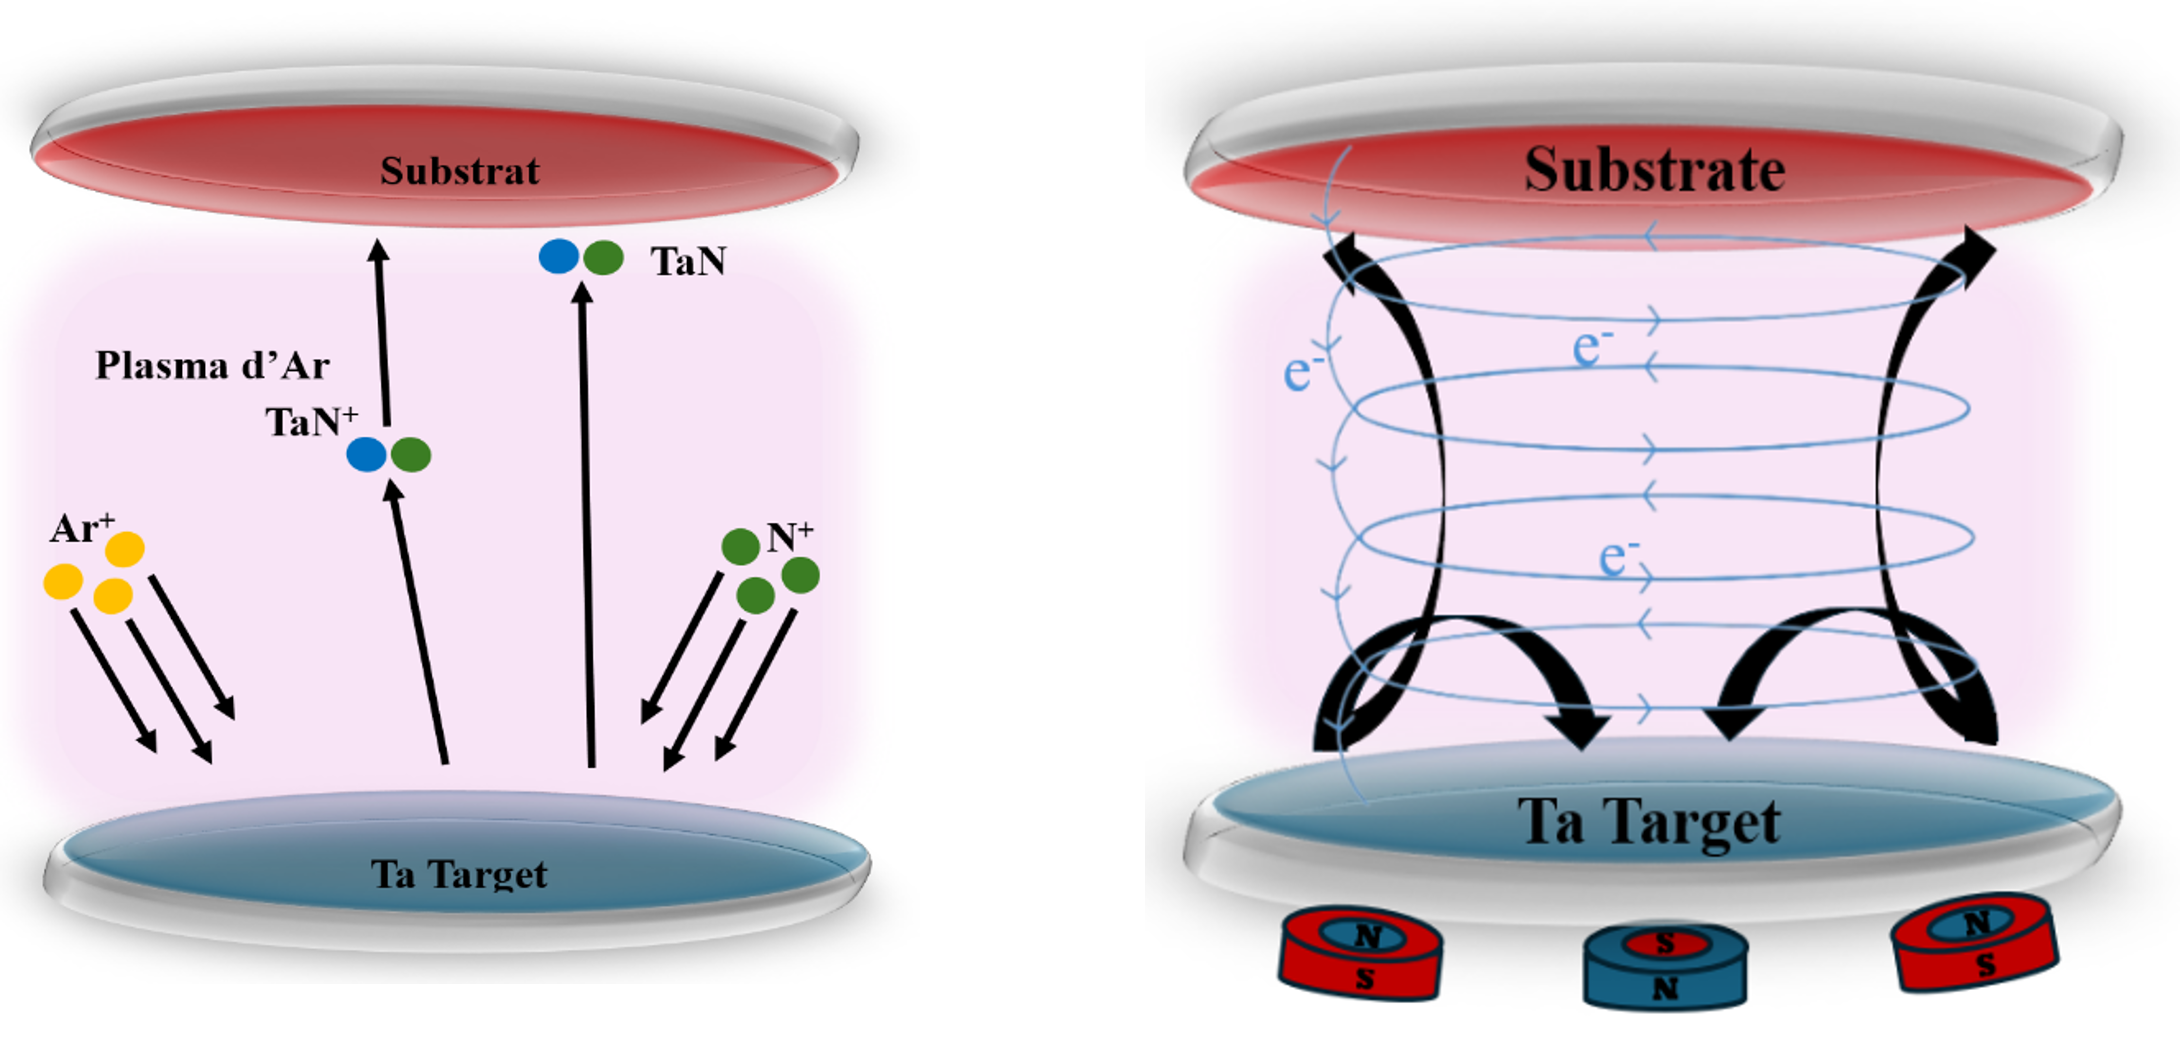 Substrat
TaN
Plasma d’Ar
TaN⁺
Ar⁺
N⁺
Ta Target
Substrate
e⁻
e⁻
e⁻
Ta Target
N
S
S
N
N
S